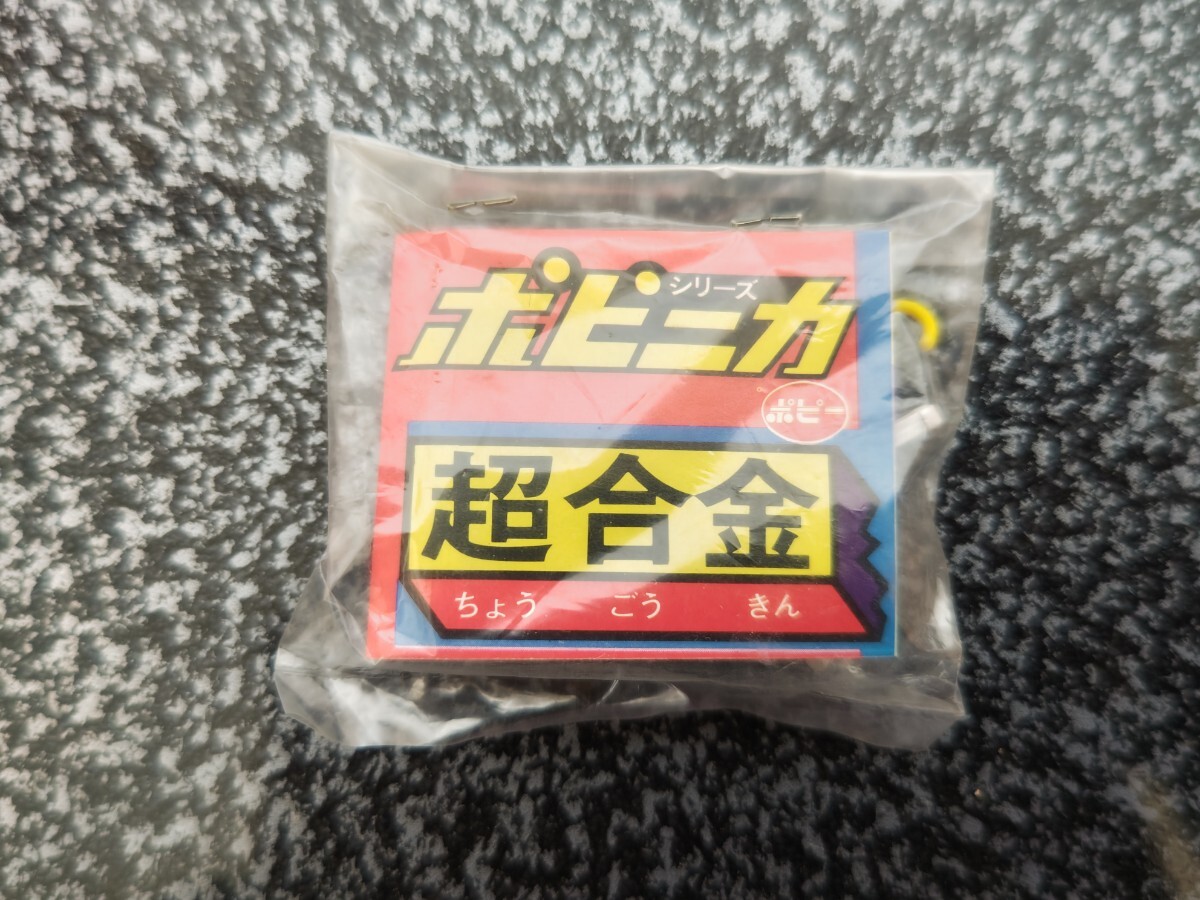 ポピニカ シリーズ
ポピー
超合金
ちょう ごう きん